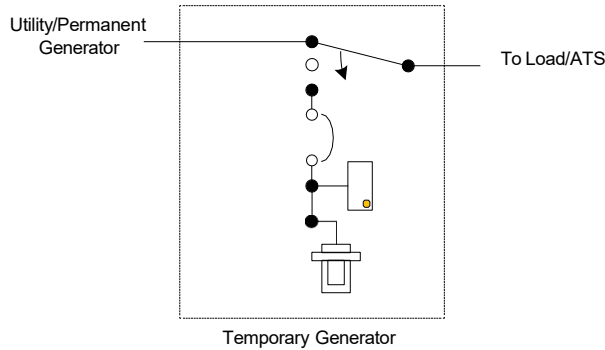 Utility/Permanent
Generator
To Load/ATS
Temporary Generator